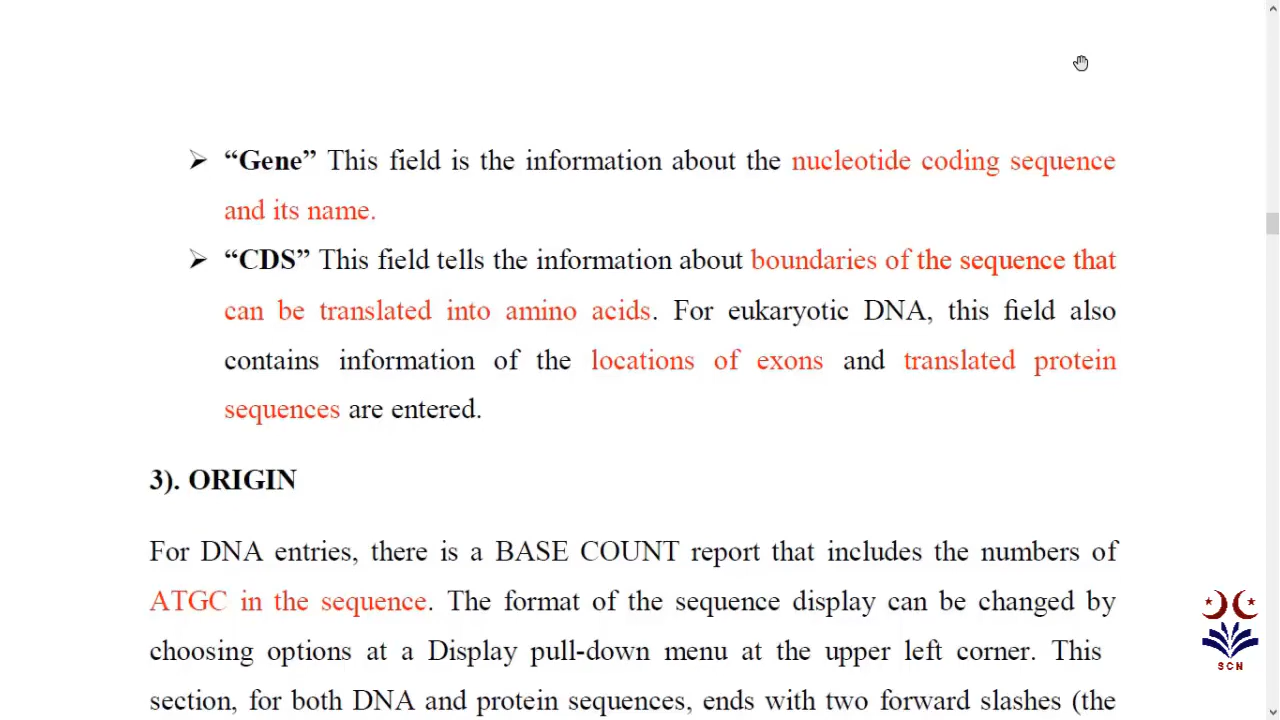 ➢ “Gene” This field is the information about the nucleotide coding sequence
and its name.
➢ “CDS” This field tells the information about boundaries of the sequence that
can be translated into amino acids. For eukaryotic DNA, this field also
contains information of the locations of exons and translated protein
sequences are entered.
3). ORIGIN
For DNA entries, there is a BASE COUNT report that includes the numbers of
ATGC in the sequence. The format of the sequence display can be changed by
choosing options at a Display pull-down menu at the upper left corner. This
section, for both DNA and protein sequences, ends with two forward slashes (the
SCN